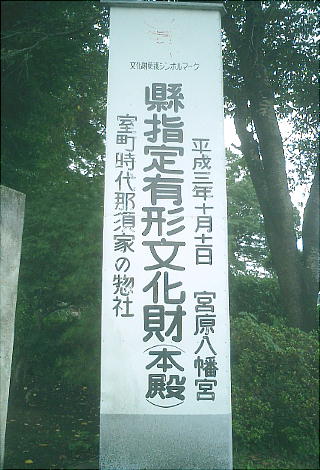 文化財愛護シンボルマーク
平成三年十月十一日 宮原八幡宮
縣指定有形文化財(本殿)
室町時代那須家の惣社